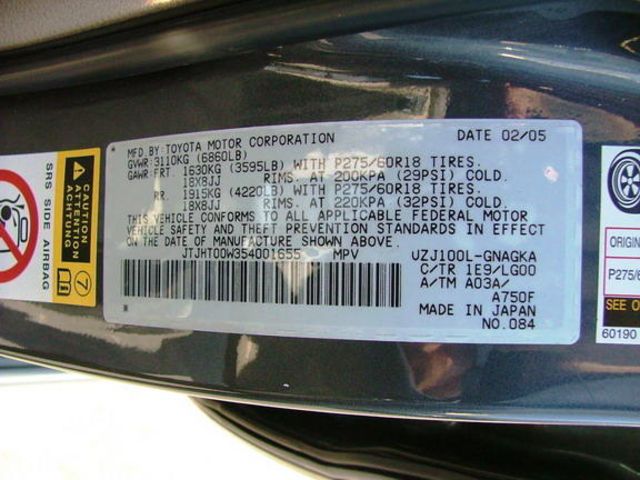 MFD BY TOYOTA MOTOR CORPORATION DATE 02/05
GVWR 3110KG (6860LB)
GAWR FRT. 1630KG (3595LB) WITH P275/60R18 TIRES.
18X8JJ RIMS. AT 200KPA (29PSI) COLD.
RR. 1915KG (4220LB) WITH P275/60R18 TIRES.
18X8JJ RIMS. AT 220KPA (32PSI) COLD.
THIS VEHICLE CONFORMS TO ALL APPLICABLE FEDERAL MOTOR
VEHICLE SAFETY AND THEFT PREVENTION STANDARDS IN EFFECT
ON THE DATE OF MANUFACTURE SHOWN ABOVE.
JTJHT00W354001655 MPV UZJ100L-GNAGKA
C/TR 1E9/LG00
A/TM A03A/
A750F
MADE IN JAPAN
NO.084
SRS SIDE AIRBAG
ORIGIN
P275/6
SEE O
60190